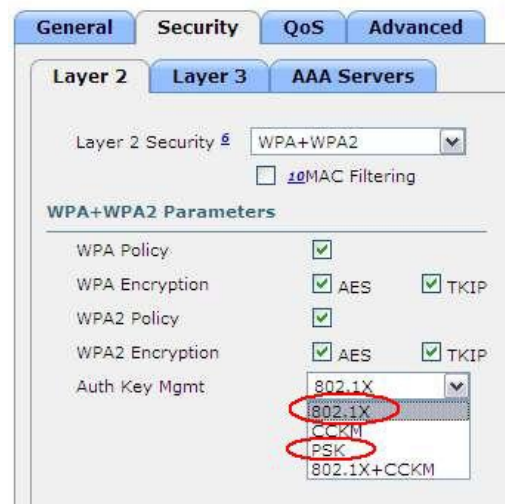 General Security QoS Advanced
Layer 2 Layer 3 AAA Servers
Layer 2 Security 6 WPA+WPA2
10MAC Filtering
WPA+WPA2 Parameters
WPA Policy
WPA Encryption AES TKIP
WPA2 Policy
WPA2 Encryption AES TKIP
Auth Key Mgmt 802.1X
802.1X
CCKM
PSK
802.1X+CCKM